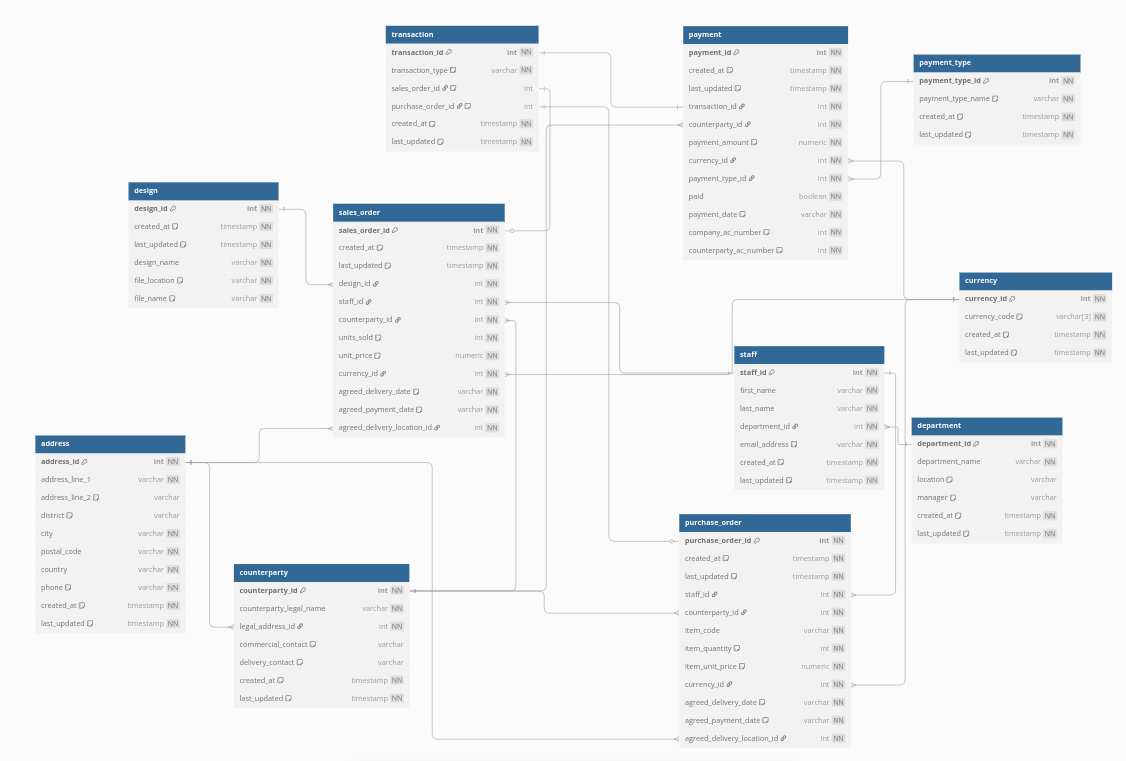 transaction
transaction_id int NN
transaction_type varchar NN
sales_order_id int
purchase_order_id int
created_at timestamp NN
last_updated timestamp NN
payment
payment_id int NN
created_at timestamp NN
last_updated timestamp NN
transaction_id int NN
counterparty_id int NN
payment_amount numeric NN
currency_id int NN
payment_type_id int NN
paid boolean NN
payment_date varchar NN
company_ac_number int NN
counterparty_ac_number int NN
payment_type
payment_type_id int NN
payment_type_name varchar NN
created_at timestamp NN
last_updated timestamp NN
design
design_id int NN
created_at timestamp NN
last_updated timestamp NN
design_name varchar NN
file_location varchar NN
file_name varchar NN
sales_order
sales_order_id int NN
created_at timestamp NN
last_updated timestamp NN
design_id int NN
staff_id int NN
counterparty_id int NN
units_sold int NN
unit_price numeric NN
currency_id int NN
agreed_delivery_date varchar NN
agreed_payment_date varchar NN
agreed_delivery_location_id int NN
currency
currency_id int NN
currency_code varchar[3] NN
created_at timestamp NN
last_updated timestamp NN
staff
staff_id int NN
first_name varchar NN
last_name varchar NN
department_id int NN
email_address varchar NN
created_at timestamp NN
last_updated timestamp NN
department
department_id int NN
department_name varchar NN
location varchar
manager varchar
created_at timestamp NN
last_updated timestamp NN
address
address_id int NN
address_line_1 varchar NN
address_line_2 varchar
district varchar
city varchar NN
postal_code varchar NN
country varchar NN
phone varchar NN
created_at timestamp NN
last_updated timestamp NN
counterparty
counterparty_id int NN
counterparty_legal_name varchar NN
legal_address_id int NN
commercial_contact varchar
delivery_contact varchar
created_at timestamp NN
last_updated timestamp NN
purchase_order
purchase_order_id int NN
created_at timestamp NN
last_updated timestamp NN
staff_id int NN
counterparty_id int NN
item_code varchar NN
item_quantity int NN
item_unit_price numeric NN
currency_id int NN
agreed_delivery_date varchar NN
agreed_payment_date varchar NN
agreed_delivery_location_id int NN